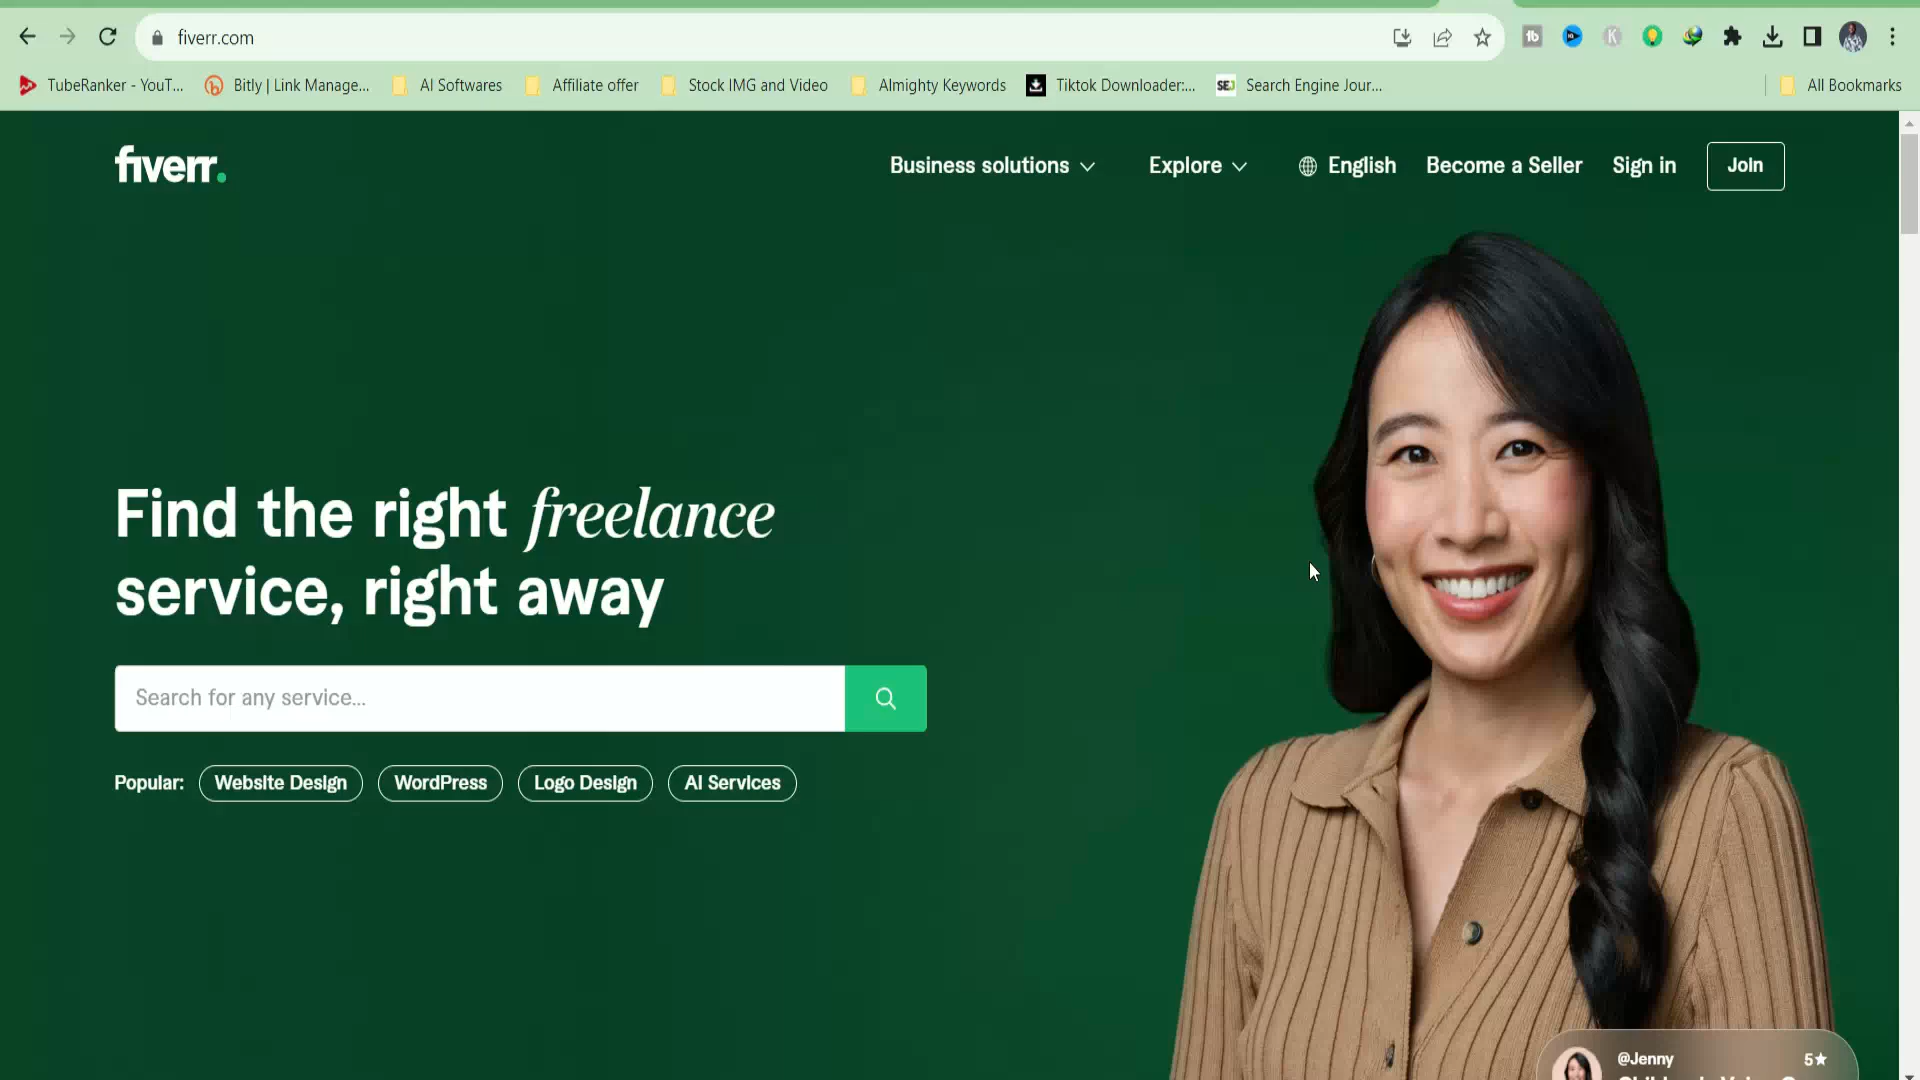 fiverr.com
TubeRanker - YouT...
Bitly | Link Manage...
AI Softwares
Affiliate offer
Stock IMG and Video
Almighty Keywords
Tiktok Downloader:...
SEJ
Search Engine Jour...
All Bookmarks
fiverr.
Business solutions
Explore
English
Become a Seller
Sign in
Join
Find the right freelance
service, right away
Search for any service...
Popular:
Website Design
WordPress
Logo Design
AI Services
@Jenny
5★